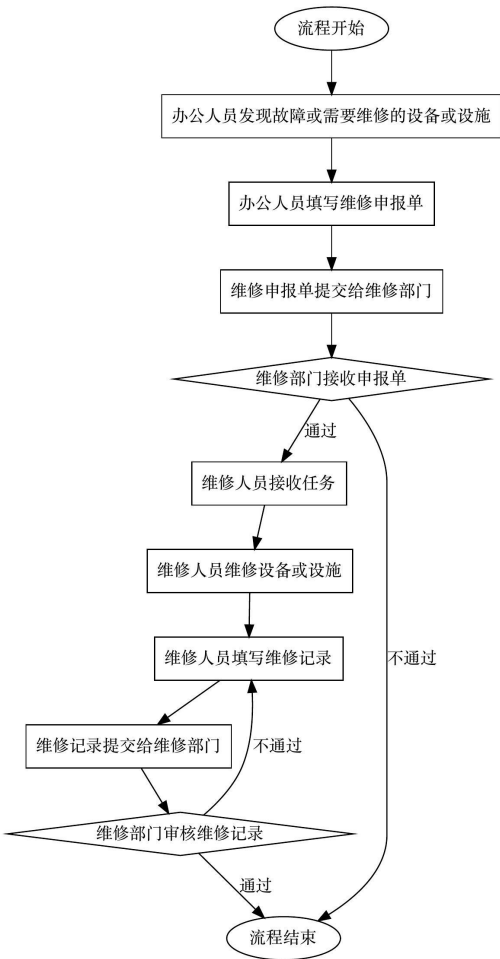 流程开始
办公人员发现故障或需要维修的设备或设施
办公人员填写维修申报单
维修申报单提交给维修部门
维修部门接收申报单
通过
维修人员接收任务
维修人员维修设备或设施
维修人员填写维修记录
不通过
维修记录提交给维修部门
不通过
维修部门审核维修记录
通过
流程结束